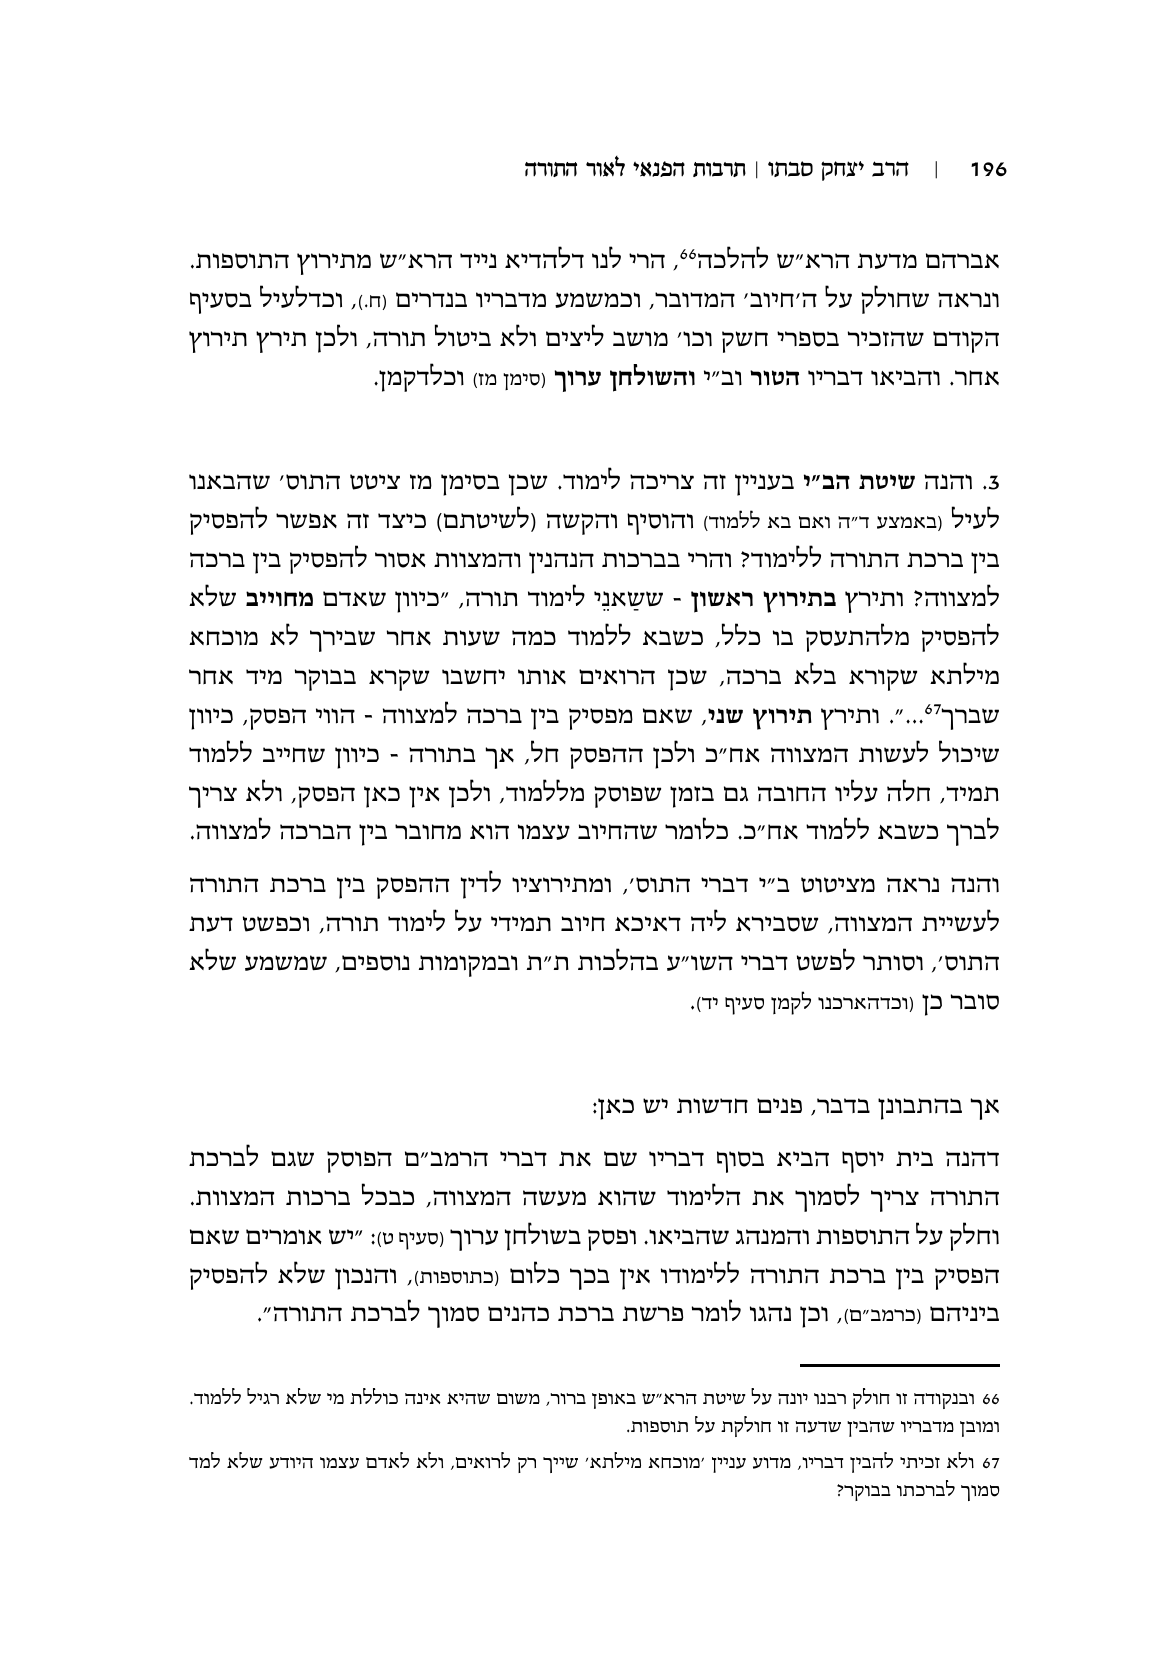 196 | הרב יצחק סבתו | תרבות הפנאי לאור התורה
אברהם מדעת הרא״ש להלכה66, הרי לנו דלהדיא נייד הרא״ש מתירוץ התוספות.
ונראה שחולק על ה׳חיוב׳ המדובר, וכמשמע מדבריו בנדרים (ח.), וכדלעיל בסעיף
הקודם שהזכיר בספרי חשק וכו׳ מושב ליצים ולא ביטול תורה, ולכן תירץ תירוץ
אחר. והביאו דבריו הטור וב״י והשולחן ערוך (סימן מז) וכלדקמן.
3. והנה שיטת הב״י בעניין זה צריכה לימוד. שכן בסימן מז ציטט התוס׳ שהבאנו
לעיל (באמצע ד״ה ואם בא ללמוד) והוסיף והקשה (לשיטתם) כיצד זה אפשר להפסיק
בין ברכת התורה ללימוד? והרי בברכות הנהנין והמצוות אסור להפסיק בין ברכה
למצווה? ותירץ בתירוץ ראשון - ששַאנֵי לימוד תורה, ״כיוון שאדם מחוייב שלא
להפסיק מלהתעסק בו כלל, כשבא ללמוד כמה שעות אחר שבירך לא מוכחא
מילתא שקורא בלא ברכה, שכן הרואים אותו יחשבו שקרא בבוקר מיד אחר
שברך67...״. ותירץ תירוץ שני, שאם מפסיק בין ברכה למצווה - הווי הפסק, כיוון
שיכול לעשות המצווה אח״כ ולכן ההפסק חל, אך בתורה - כיוון שחייב ללמוד
תמיד, חלה עליו החובה גם בזמן שפוסק מללמוד, ולכן אין כאן הפסק, ולא צריך
לברך כשבא ללמוד אח״כ. כלומר שהחיוב עצמו הוא מחובר בין הברכה למצווה.
והנה נראה מציטוט ב״י דברי התוס׳, ומתירוציו לדין ההפסק בין ברכת התורה
לעשיית המצווה, שסבירא ליה דאיכא חיוב תמידי על לימוד תורה, וכפשט דעת
התוס׳, וסותר לפשט דברי השו״ע בהלכות ת״ת ובמקומות נוספים, שמשמע שלא
סובר כן (וכדהארכנו לקמן סעיף יד).
אך בהתבונן בדבר, פנים חדשות יש כאן:
דהנה בית יוסף הביא בסוף דבריו שם את דברי הרמב״ם הפוסק שגם לברכת
התורה צריך לסמוך את הלימוד שהוא מעשה המצווה, כבכל ברכות המצוות.
וחלק על התוספות והמנהג שהביאו. ופסק בשולחן ערוך (סעיף ט): ״יש אומרים שאם
הפסיק בין ברכת התורה ללימודו אין בכך כלום (כתוספות), והנכון שלא להפסיק
ביניהם (כרמב״ם), וכן נהגו לומר פרשת ברכת כהנים סמוך לברכת התורה״.
66 ובנקודה זו חולק רבנו יונה על שיטת הרא״ש באופן ברור, משום שהיא אינה כוללת מי שלא רגיל ללמוד.
ומובן מדבריו שהבין שדעה זו חולקת על תוספות.
67 ולא זכיתי להבין דבריו, מדוע עניין ׳מוכחא מילתא׳ שייך רק לרואים, ולא לאדם עצמו היודע שלא למד
סמוך לברכתו בבוקר?